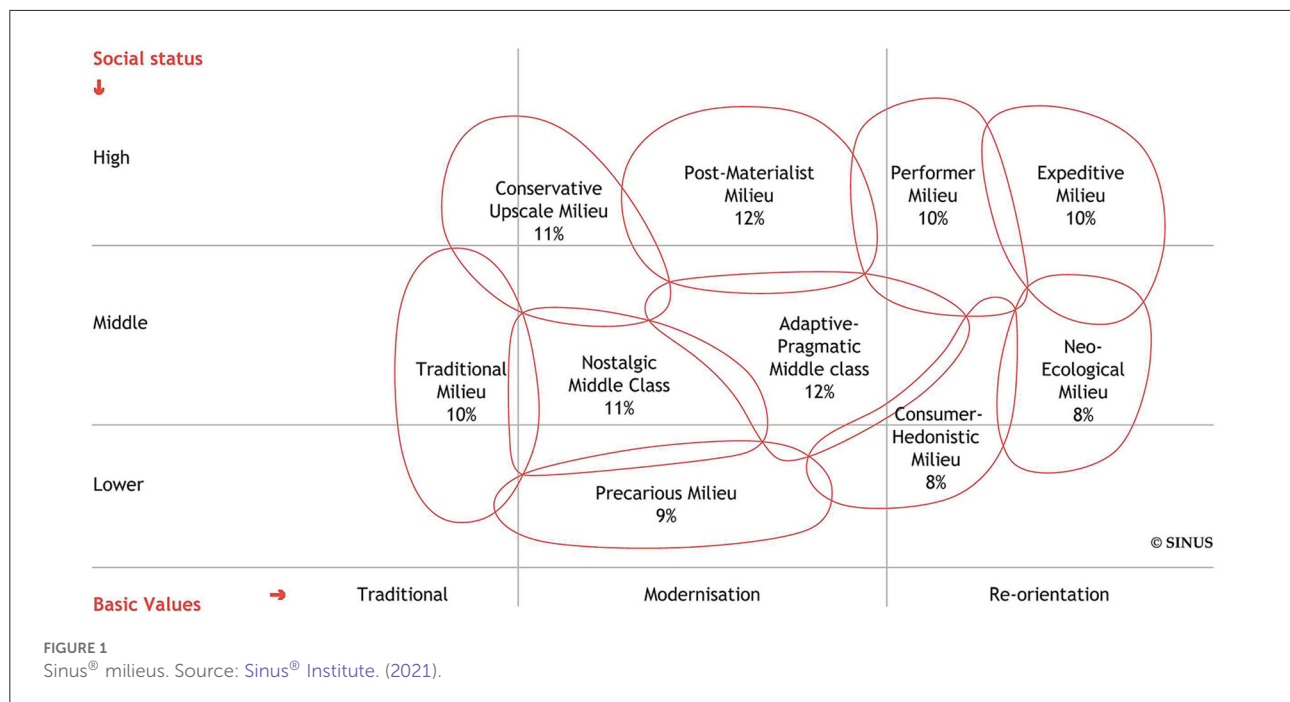 Social status
High
Conservative
Upscale Milieu
11%
Post-Materialist
Milieu
12%
Performer
Milieu
10%
Expeditive
Milieu
10%
Middle
Traditional
Milieu
10%
Nostalgic
Middle Class
11%
Adaptive-
Pragmatic
Middle class
12%
Neo-
Ecological
Milieu
8%
Consumer-
Hedonistic
Milieu
8%
Lower
Precarious Milieu
9%
© SINUS
Basic Values
Traditional
Modernisation
Re-orientation
FIGURE 1
Sinus® milieus. Source: Sinus® Institute. (2021).